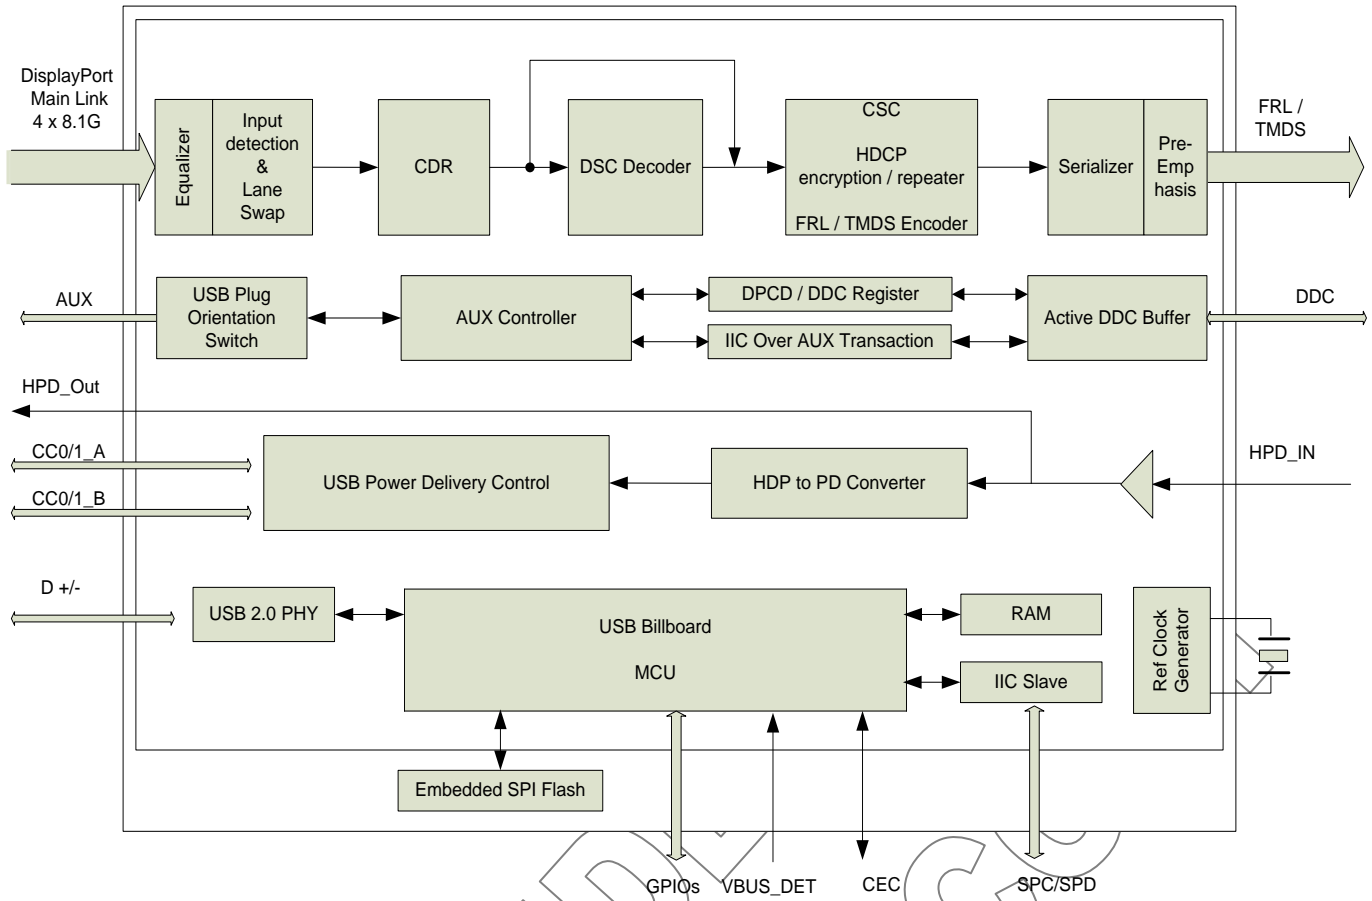 DisplayPort
Main Link
4 x 8.1G
Equalizer
Input
detection
&
Lane
Swap
CDR
DSC Decoder
CSC
HDCP
encryption / repeater
FRL / TMDS Encoder
Serializer
Pre-
Emp
hasis
FRL /
TMDS
AUX
USB Plug
Orientation
Switch
AUX Controller
DPCD / DDC Register
IIC Over AUX Transaction
Active DDC Buffer
DDC
HPD_Out
CC0/1_A
CC0/1_B
USB Power Delivery Control
HDP to PD Converter
HPD_IN
D +/-
USB 2.0 PHY
USB Billboard
MCU
RAM
IIC Slave
Ref Clock
Generator
Embedded SPI Flash
GPIOs
VBUS_DET
CEC
SPC/SPD